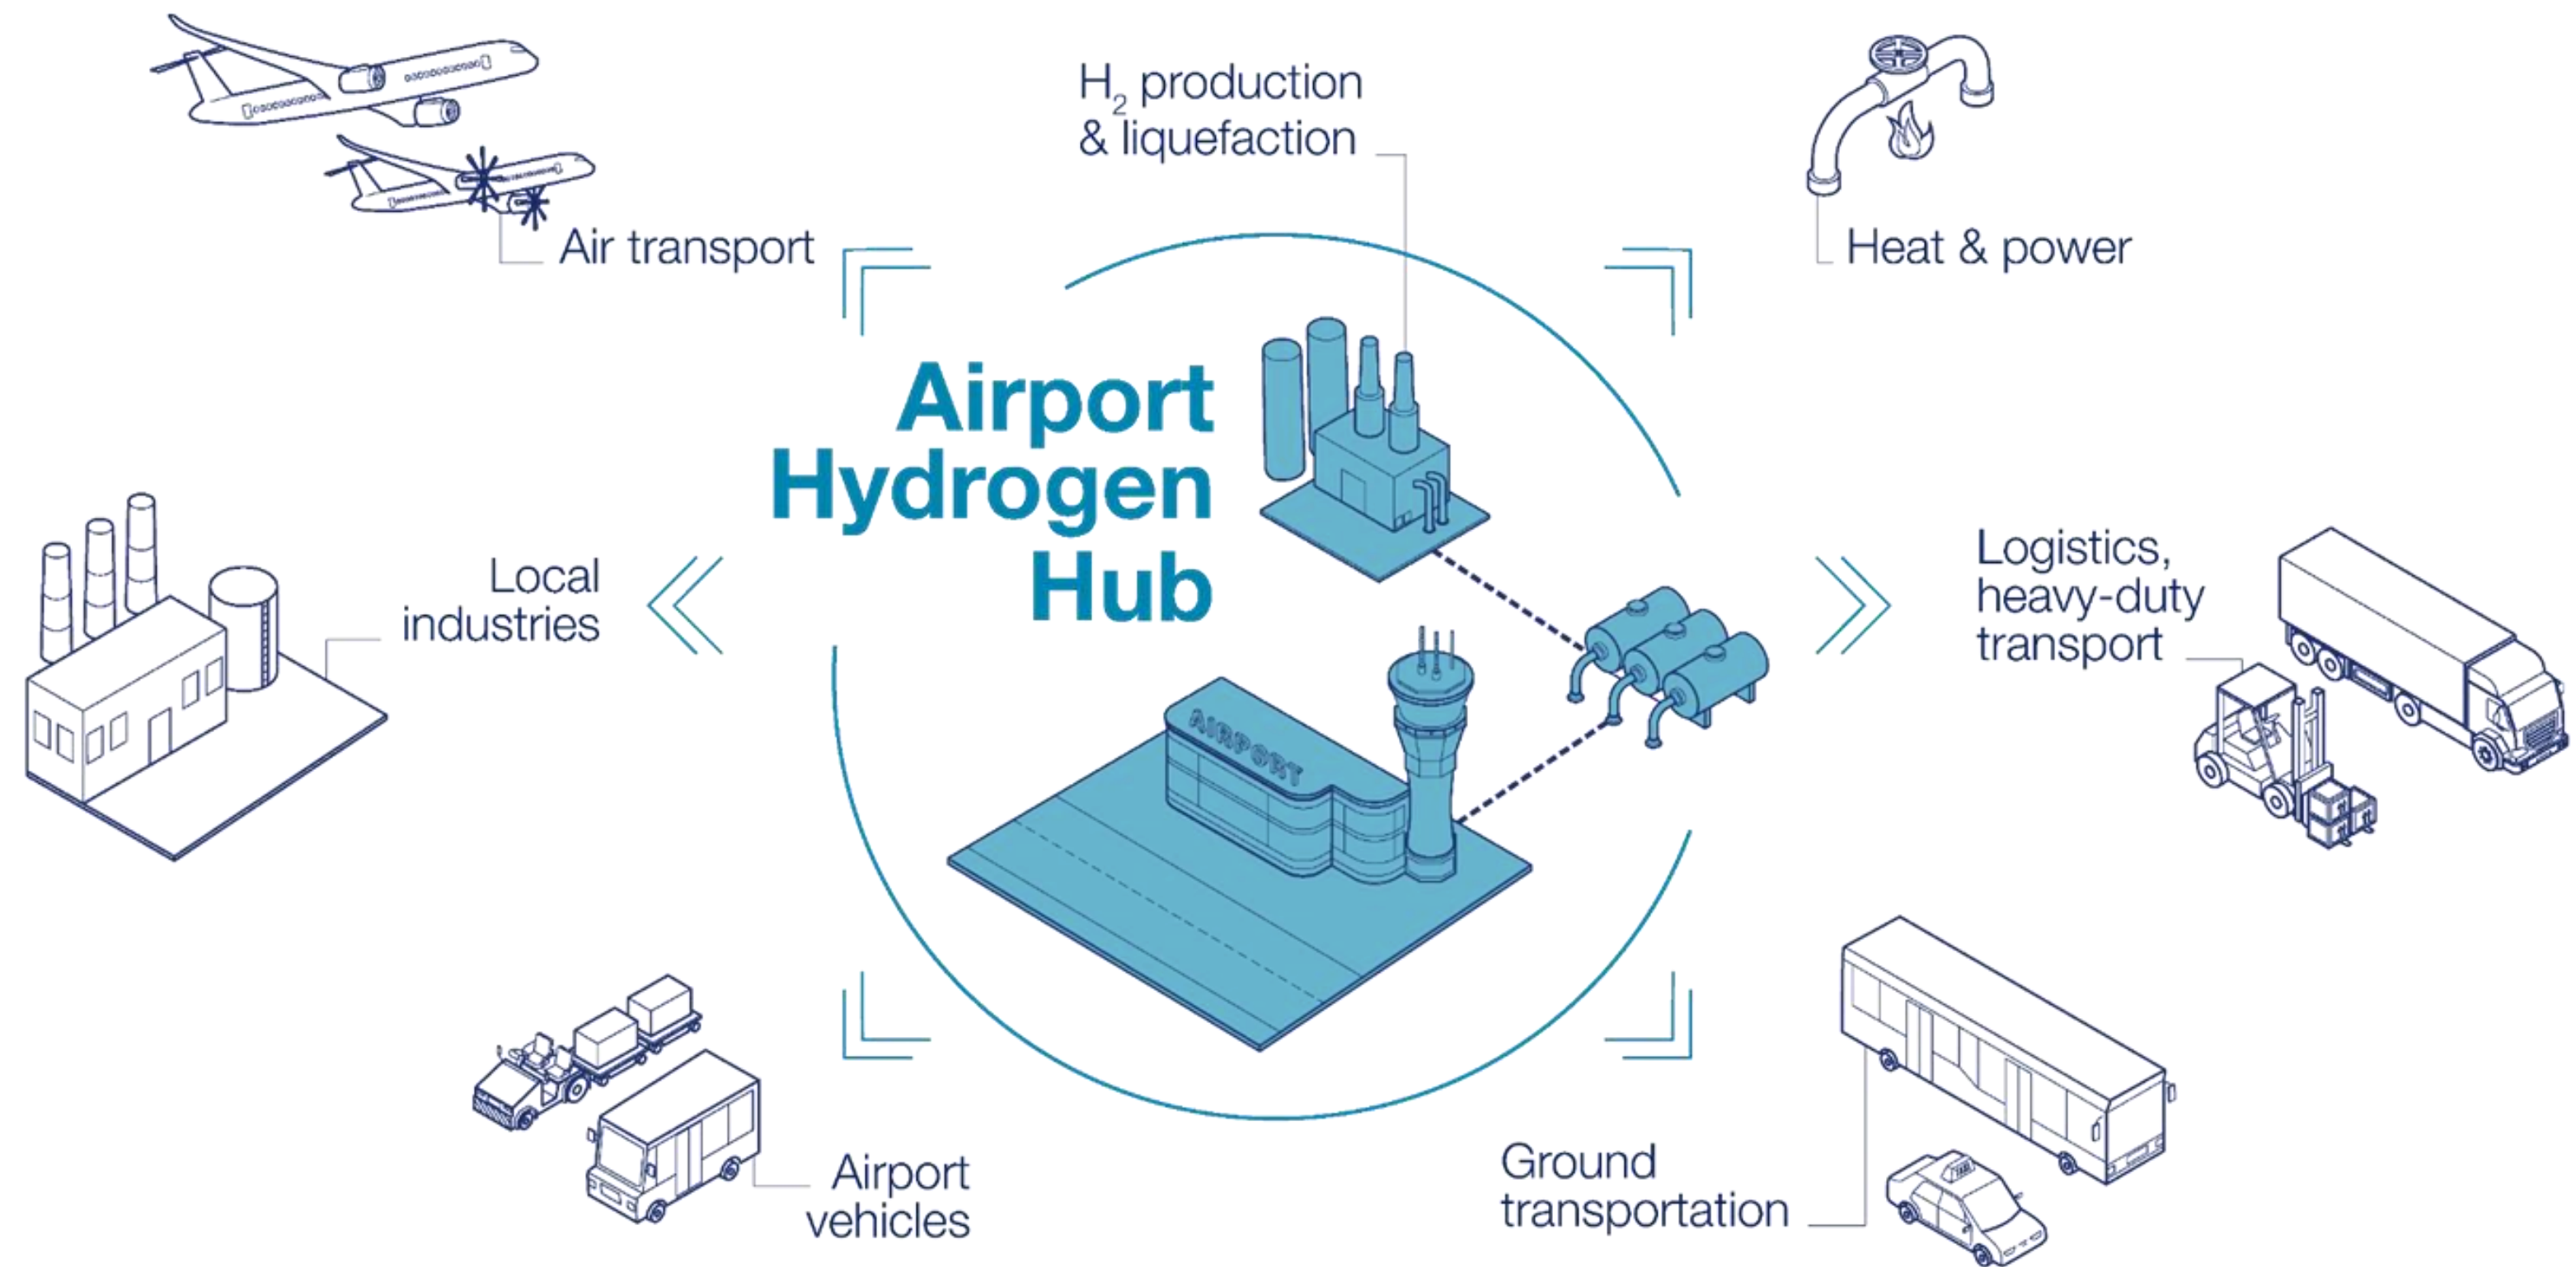 H₂ production
& liquefaction
Air transport
Heat & power
Airport
Hydrogen
Hub
Local
industries
Logistics,
heavy-duty
transport
AIRPORT
Airport
vehicles
Ground
transportation
TAXI